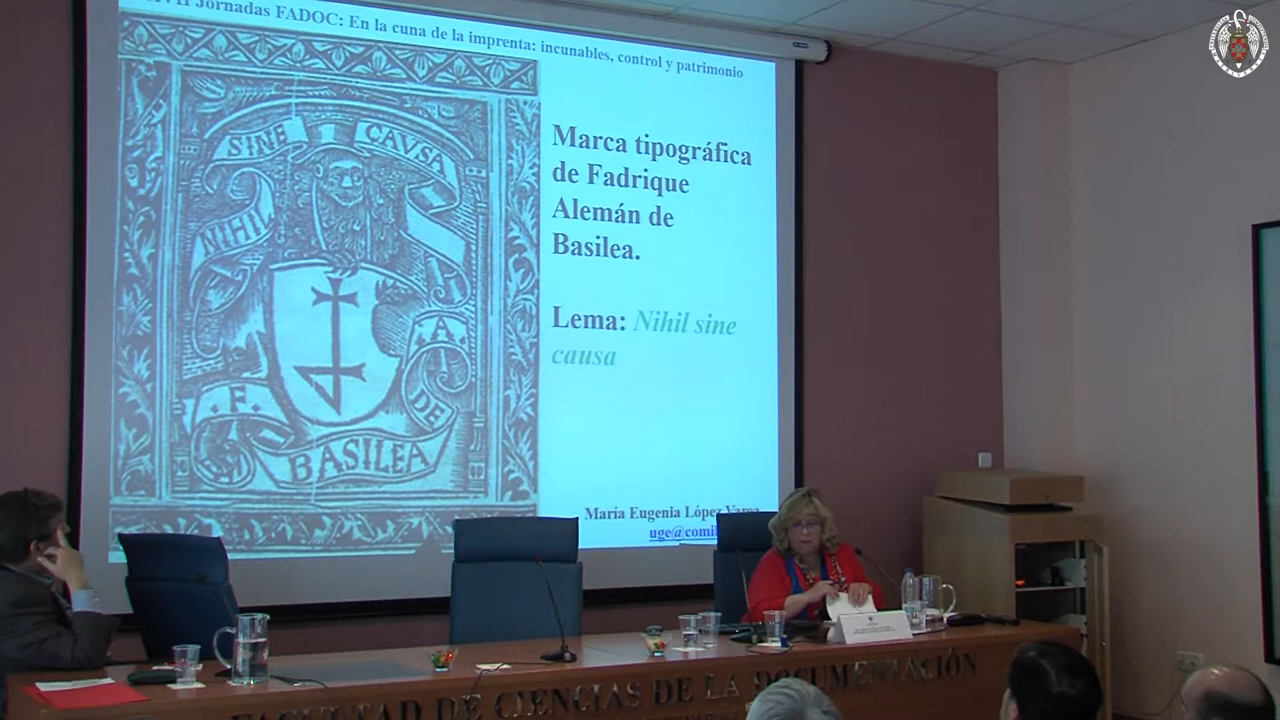 Jornadas FADOC: En la cuna de la imprenta: incunables, control y patrimonio
SINE CAVSA
NIHIL
.A.
.F. DE
BASILEA
Marca tipográfica
de Fadrique
Alemán de
Basilea.
Lema: Nihil sine
causa
María Eugenia López
FACULTAD DE CIENCIAS DE LA DOCUMENTACIÓN